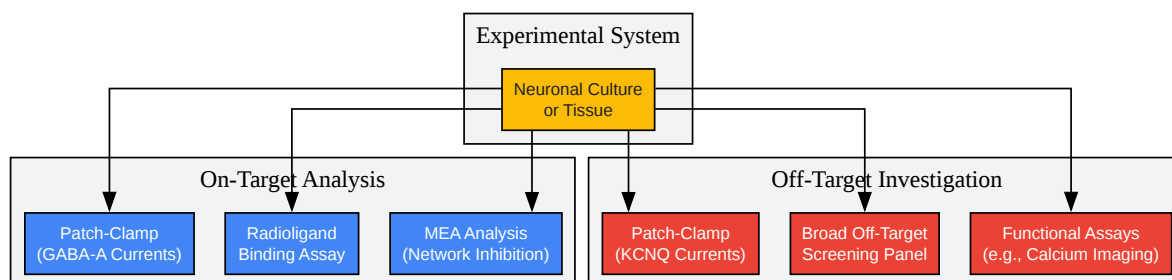 Experimental System
Neuronal Culture
or Tissue
On-Target Analysis
Off-Target Investigation
Patch-Clamp
(GABA-A Currents)
Radioligand
Binding Assay
MEA Analysis
(Network Inhibition)
Patch-Clamp
(KCNQ Currents)
Broad Off-Target
Screening Panel
Functional Assays
(e.g., Calcium Imaging)